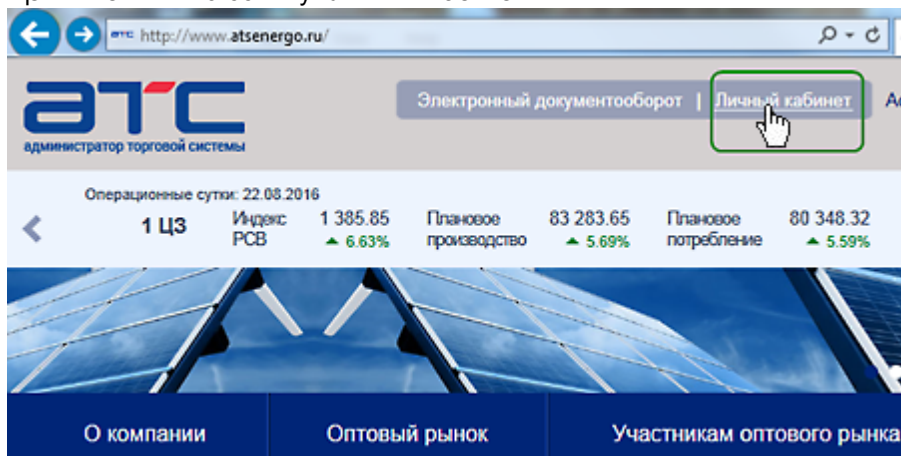 http://www.atsenergo.ru/
атс
администратор торговой системы
Электронный документооборот | Личный кабинет
Операционные сутки: 22.08.2016
1 ЦЗ Индекс РСВ 1 385.85 ▲ 6.63% Плановое производство 83 283.65 ▲ 5.69% Плановое потребление 80 348.32 ▲ 5.59%
О компании Оптовый рынок Участникам оптового рынка